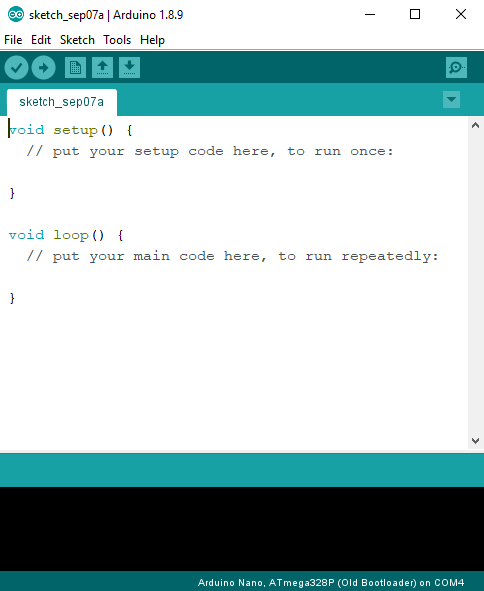 sketch_sep07a | Arduino 1.8.9
File Edit Sketch Tools Help
sketch_sep07a
void setup() {
  // put your setup code here, to run once:
}
void loop() {
  // put your main code here, to run repeatedly:
}
Arduino Nano, ATmega328P (Old Bootloader) on COM4